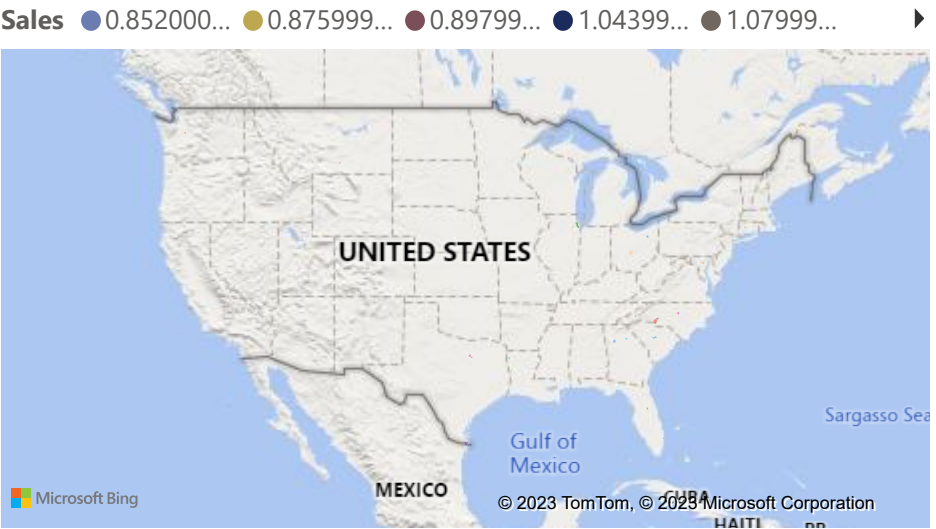 Sales 0.852000... 0.875999... 0.89799... 1.04399... 1.07999...
UNITED STATES
Sargasso Sea
Gulf of
Mexico
MEXICO
Microsoft Bing
© 2023 TomTom, © 2023 Microsoft Corporation
CUBA
HAITI